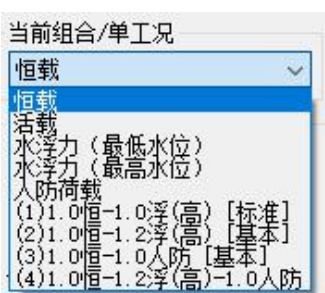 当前组合/单工况
恒载
恒载
活载
水浮力（最低水位）
水浮力（最高水位）
人防荷载
(1)1.0恒-1.0浮(高) [标准]
(2)1.0恒-1.2浮(高) [基本]
(3)1.0恒-1.0人防 [基本]
(4)1.0恒-1.2浮(高)-1.0人防